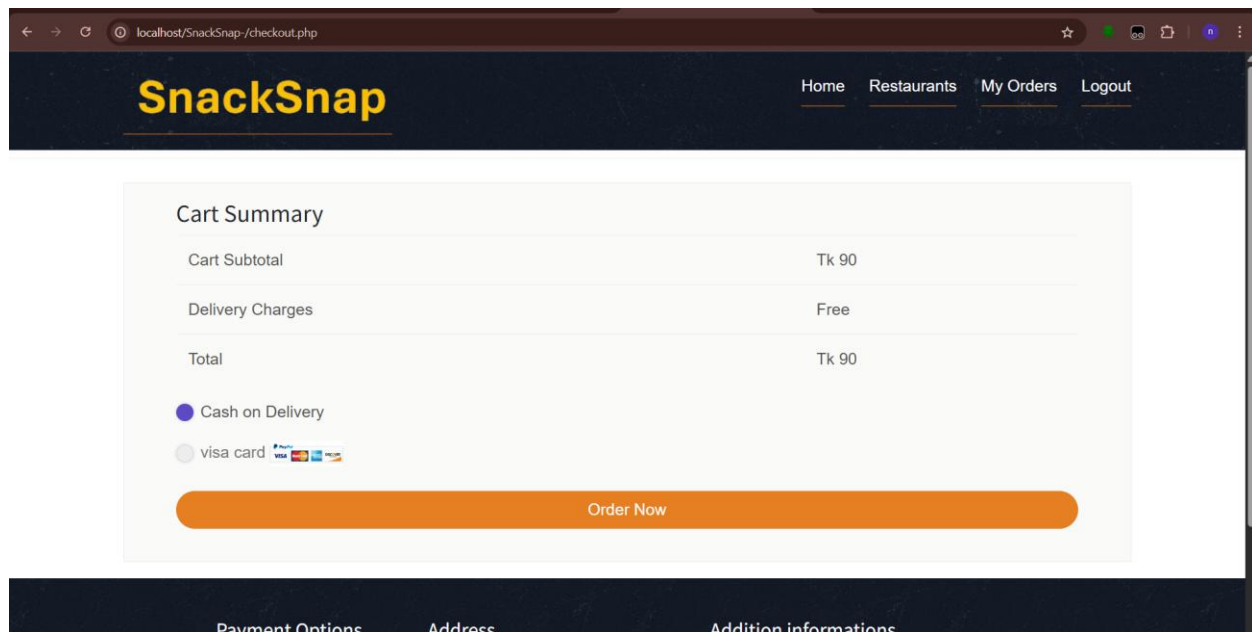 localhost/SnackSnap-/checkout.php
SnackSnap
Home Restaurants My Orders Logout
Cart Summary
Cart Subtotal Tk 90
Delivery Charges Free
Total Tk 90
Cash on Delivery
visa card
VISA
Order Now
Payment Options Address Addition informations